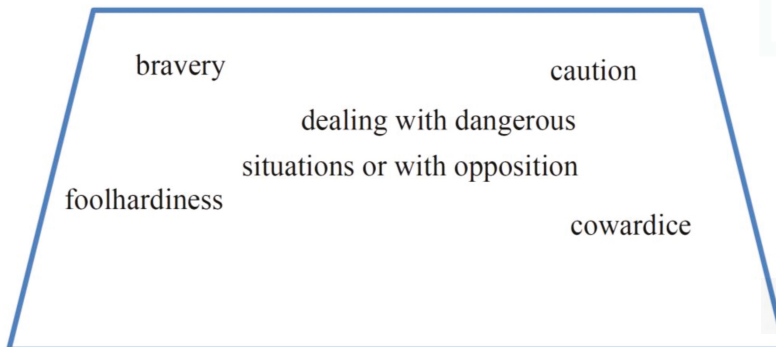 bravery
caution
dealing with dangerous
situations or with opposition
foolhardiness
cowardice